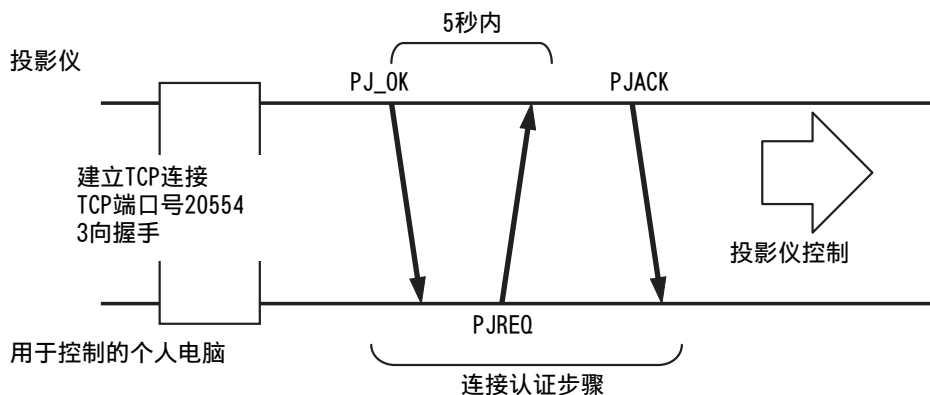 5秒内
投影仪
PJ_OK
PJACK
建立TCP连接
TCP端口号20554
3向握手
投影仪控制
PJREQ
用于控制的个人电脑
连接认证步骤